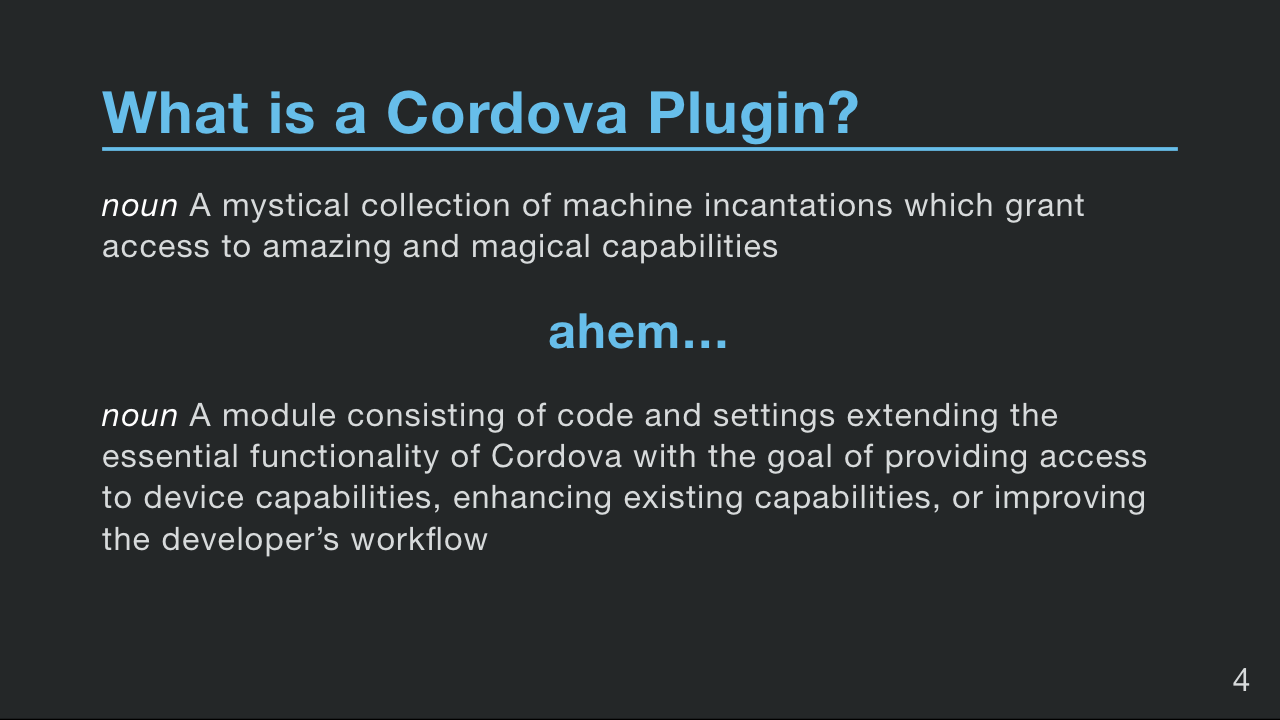 What is a Cordova Plugin?
noun A mystical collection of machine incantations which grant
access to amazing and magical capabilities
ahem…
noun A module consisting of code and settings extending the
essential functionality of Cordova with the goal of providing access
to device capabilities, enhancing existing capabilities, or improving
the developer’s workflow
4